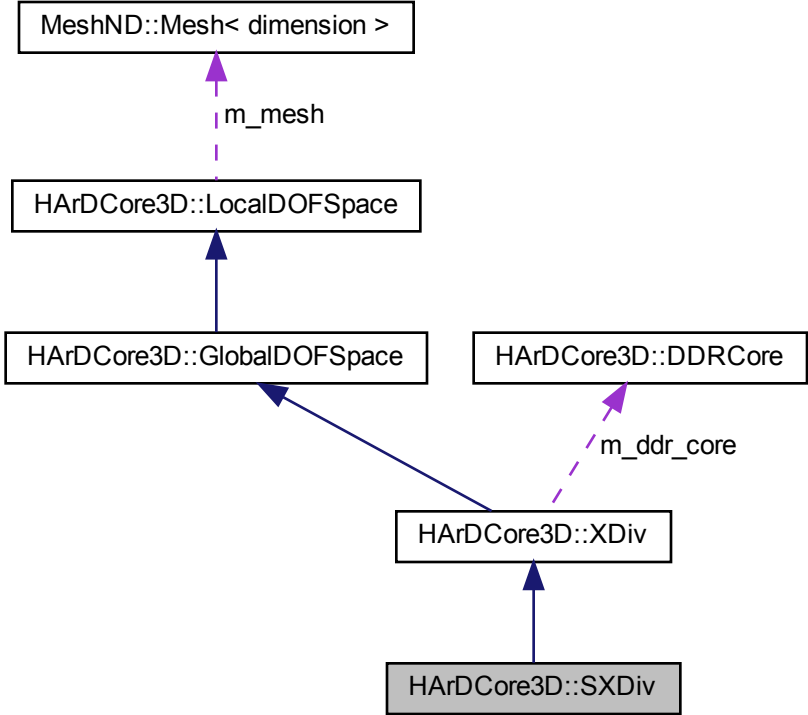 MeshND::Mesh< dimension >
m_mesh
HArDCore3D::LocalDOFSpace
HArDCore3D::GlobalDOFSpace
HArDCore3D::DDRCore
m_ddr_core
HArDCore3D::XDiv
HArDCore3D::SXDiv